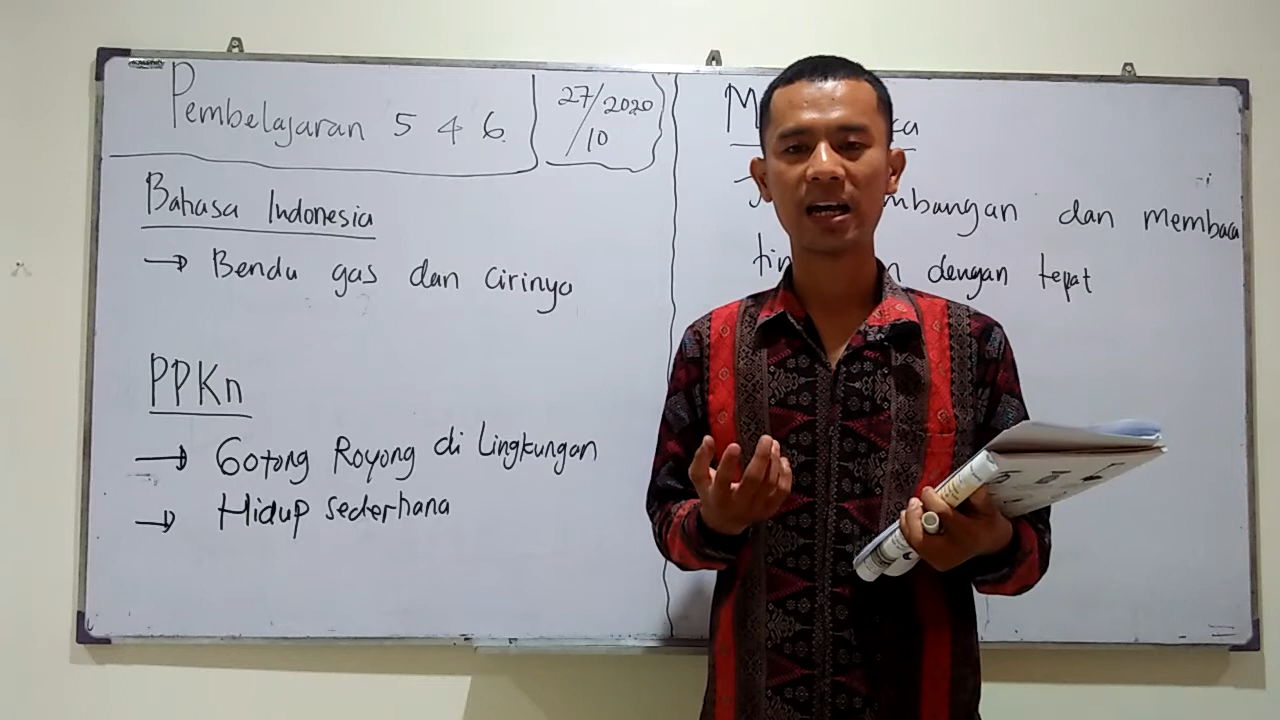 Pembelajaran 5 & 6
27/10 2020
Bahasa Indonesia
→ Benda gas dan cirinya
PPKn
→ Gotong Royong di Lingkungan
→ Hidup sederhana
dan membaca
dengan tepat